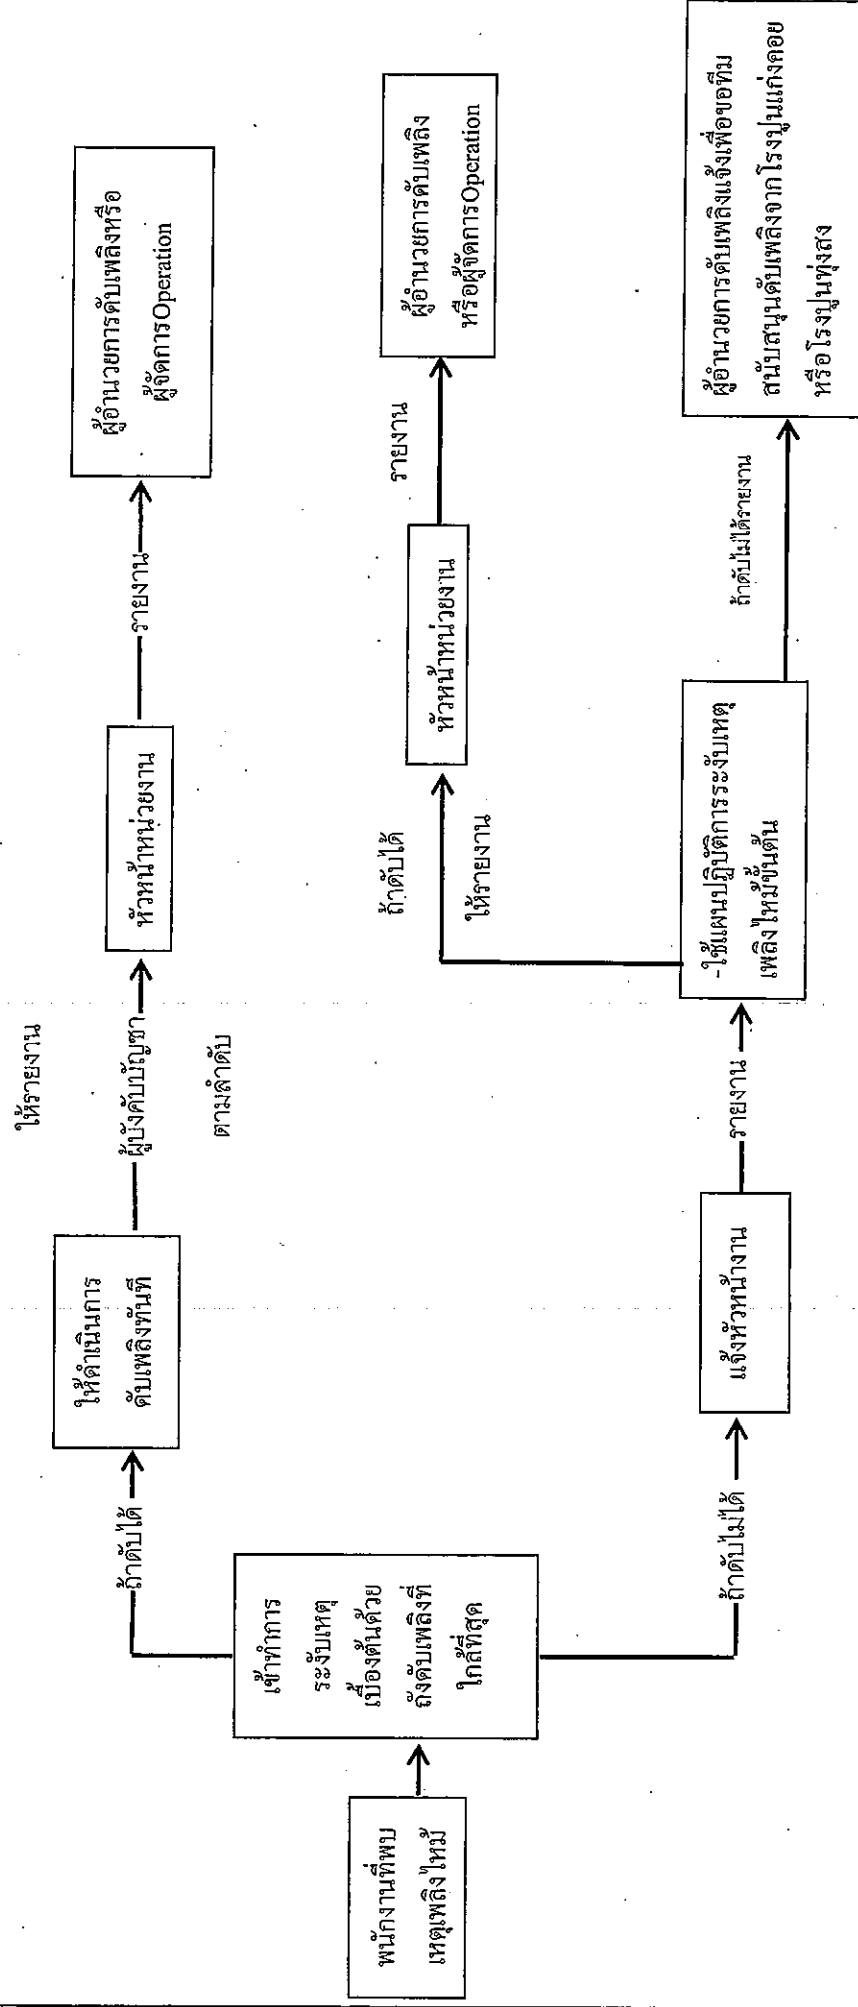 พนักงานที่พบ
เหตุเพลิงไหม้
เข้าทำการ
ระงับเหตุ
เบื้องต้นด้วย
ถังดับเพลิงที่
ใกล้ที่สุด
ถ้าดับได้
ให้ดำเนินการ
ดับเพลิงทันที
ให้รายงาน
ผู้บังคับบัญชา
ตามลำดับ
หัวหน้าหน่วยงาน
รายงาน
ผู้อำนวยการดับเพลิงหรือ
ผู้จัดการOperation
ถ้าดับไม่ได้
แจ้งหัวหน้างาน
รายงาน
-ใช้แผนปฏิบัติการระงับเหตุ
เพลิงไหม้ขั้นต้น
ถ้าดับได้
ให้รายงาน
หัวหน้าหน่วยงาน
รายงาน
ผู้อำนวยการดับเพลิง
หรือผู้จัดการOperation
ถ้าดับไม่ได้รายงาน
ผู้อำนวยการดับเพลิงแจ้งเพื่อขอทีม
สนับสนุนดับเพลิงจากโรงปูนแก่งคอย
หรือโรงปูนทุ่งสง